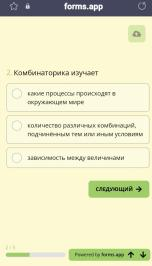 forms.app
2. Комбинаторика изучает
какие процессы происходят в
окружающем мире
количество различных комбинаций,
подчинённым тем или иным условиям
зависимость между величинами
СЛЕДУЮЩИЙ →
2 / 5
Powered by forms.app